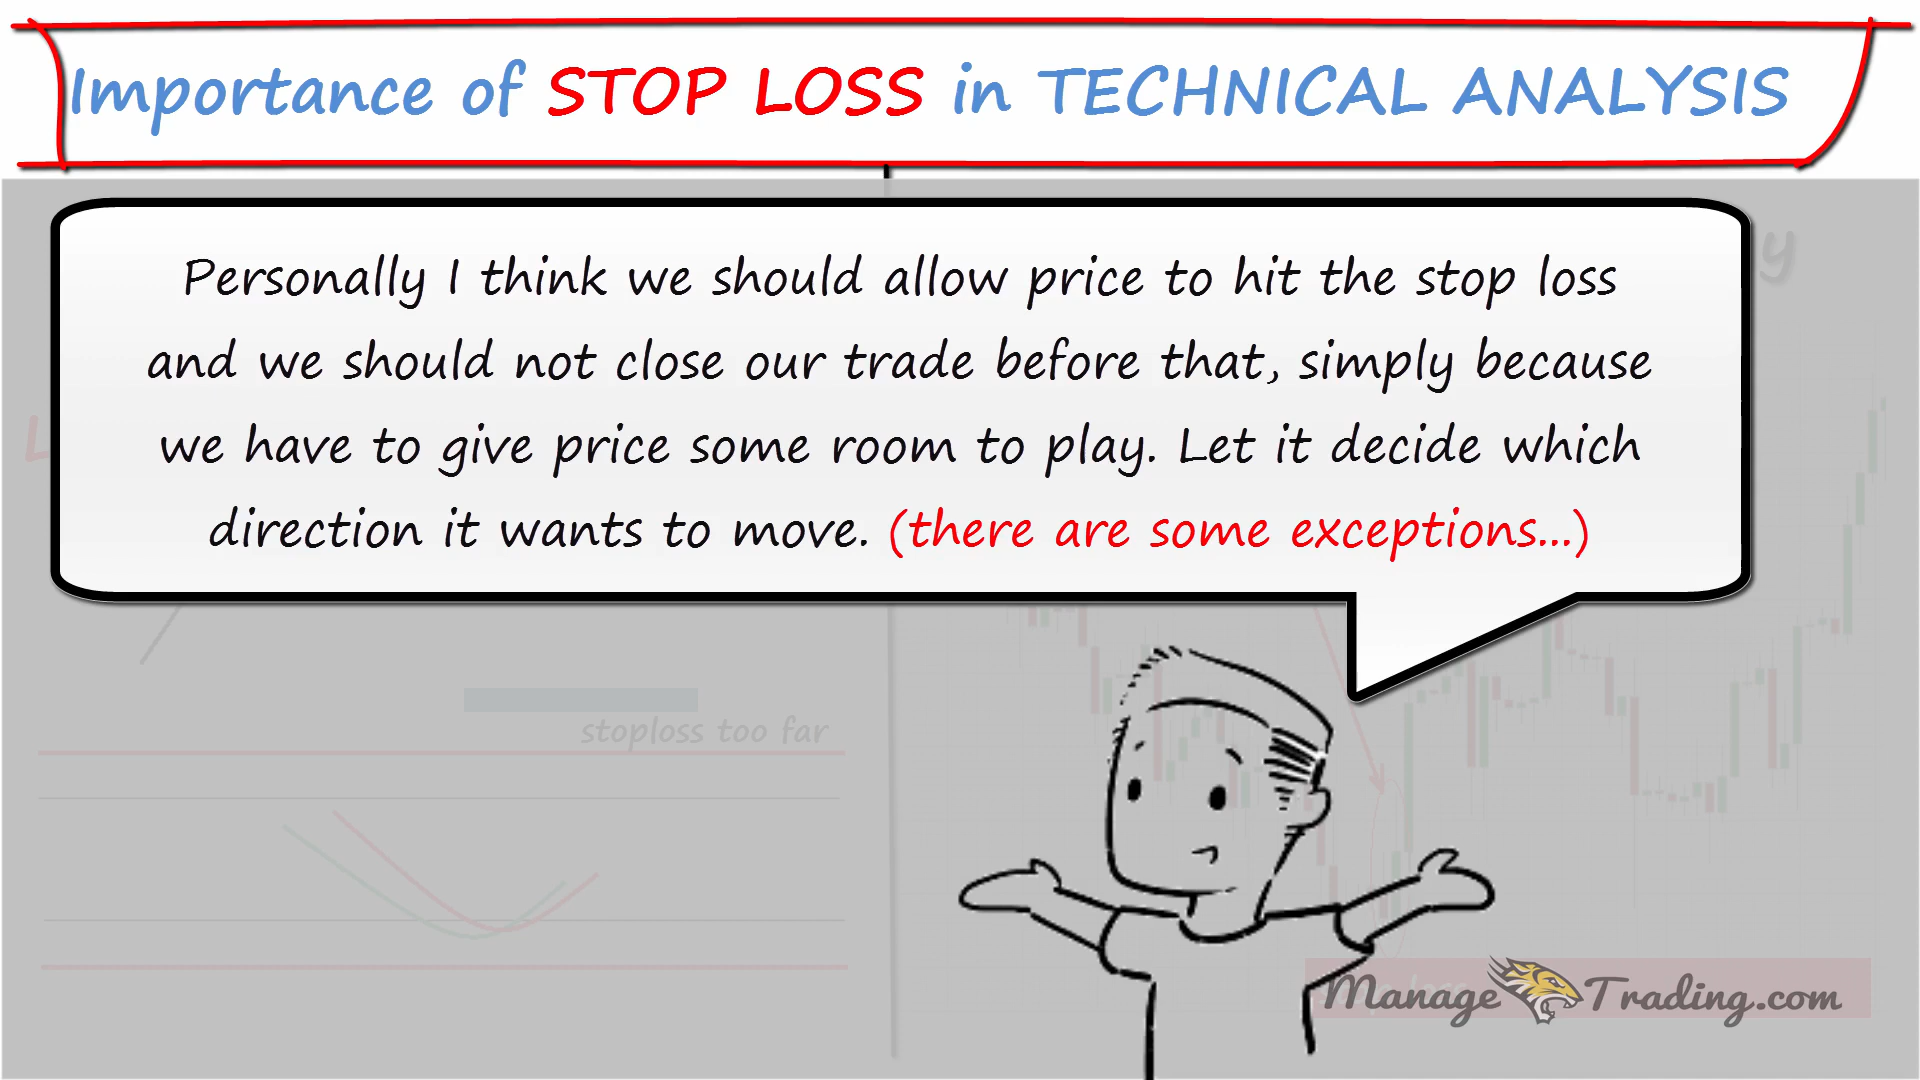 Importance of STOP LOSS in TECHNICAL ANALYSIS
y
Personally I think we should allow price to hit the stop loss
and we should not close our trade before that, simply because
L
we have to give price some room to play. Let it decide which
direction it wants to move. (there are some exceptions...)
stoploss too far
ManageTrading.com